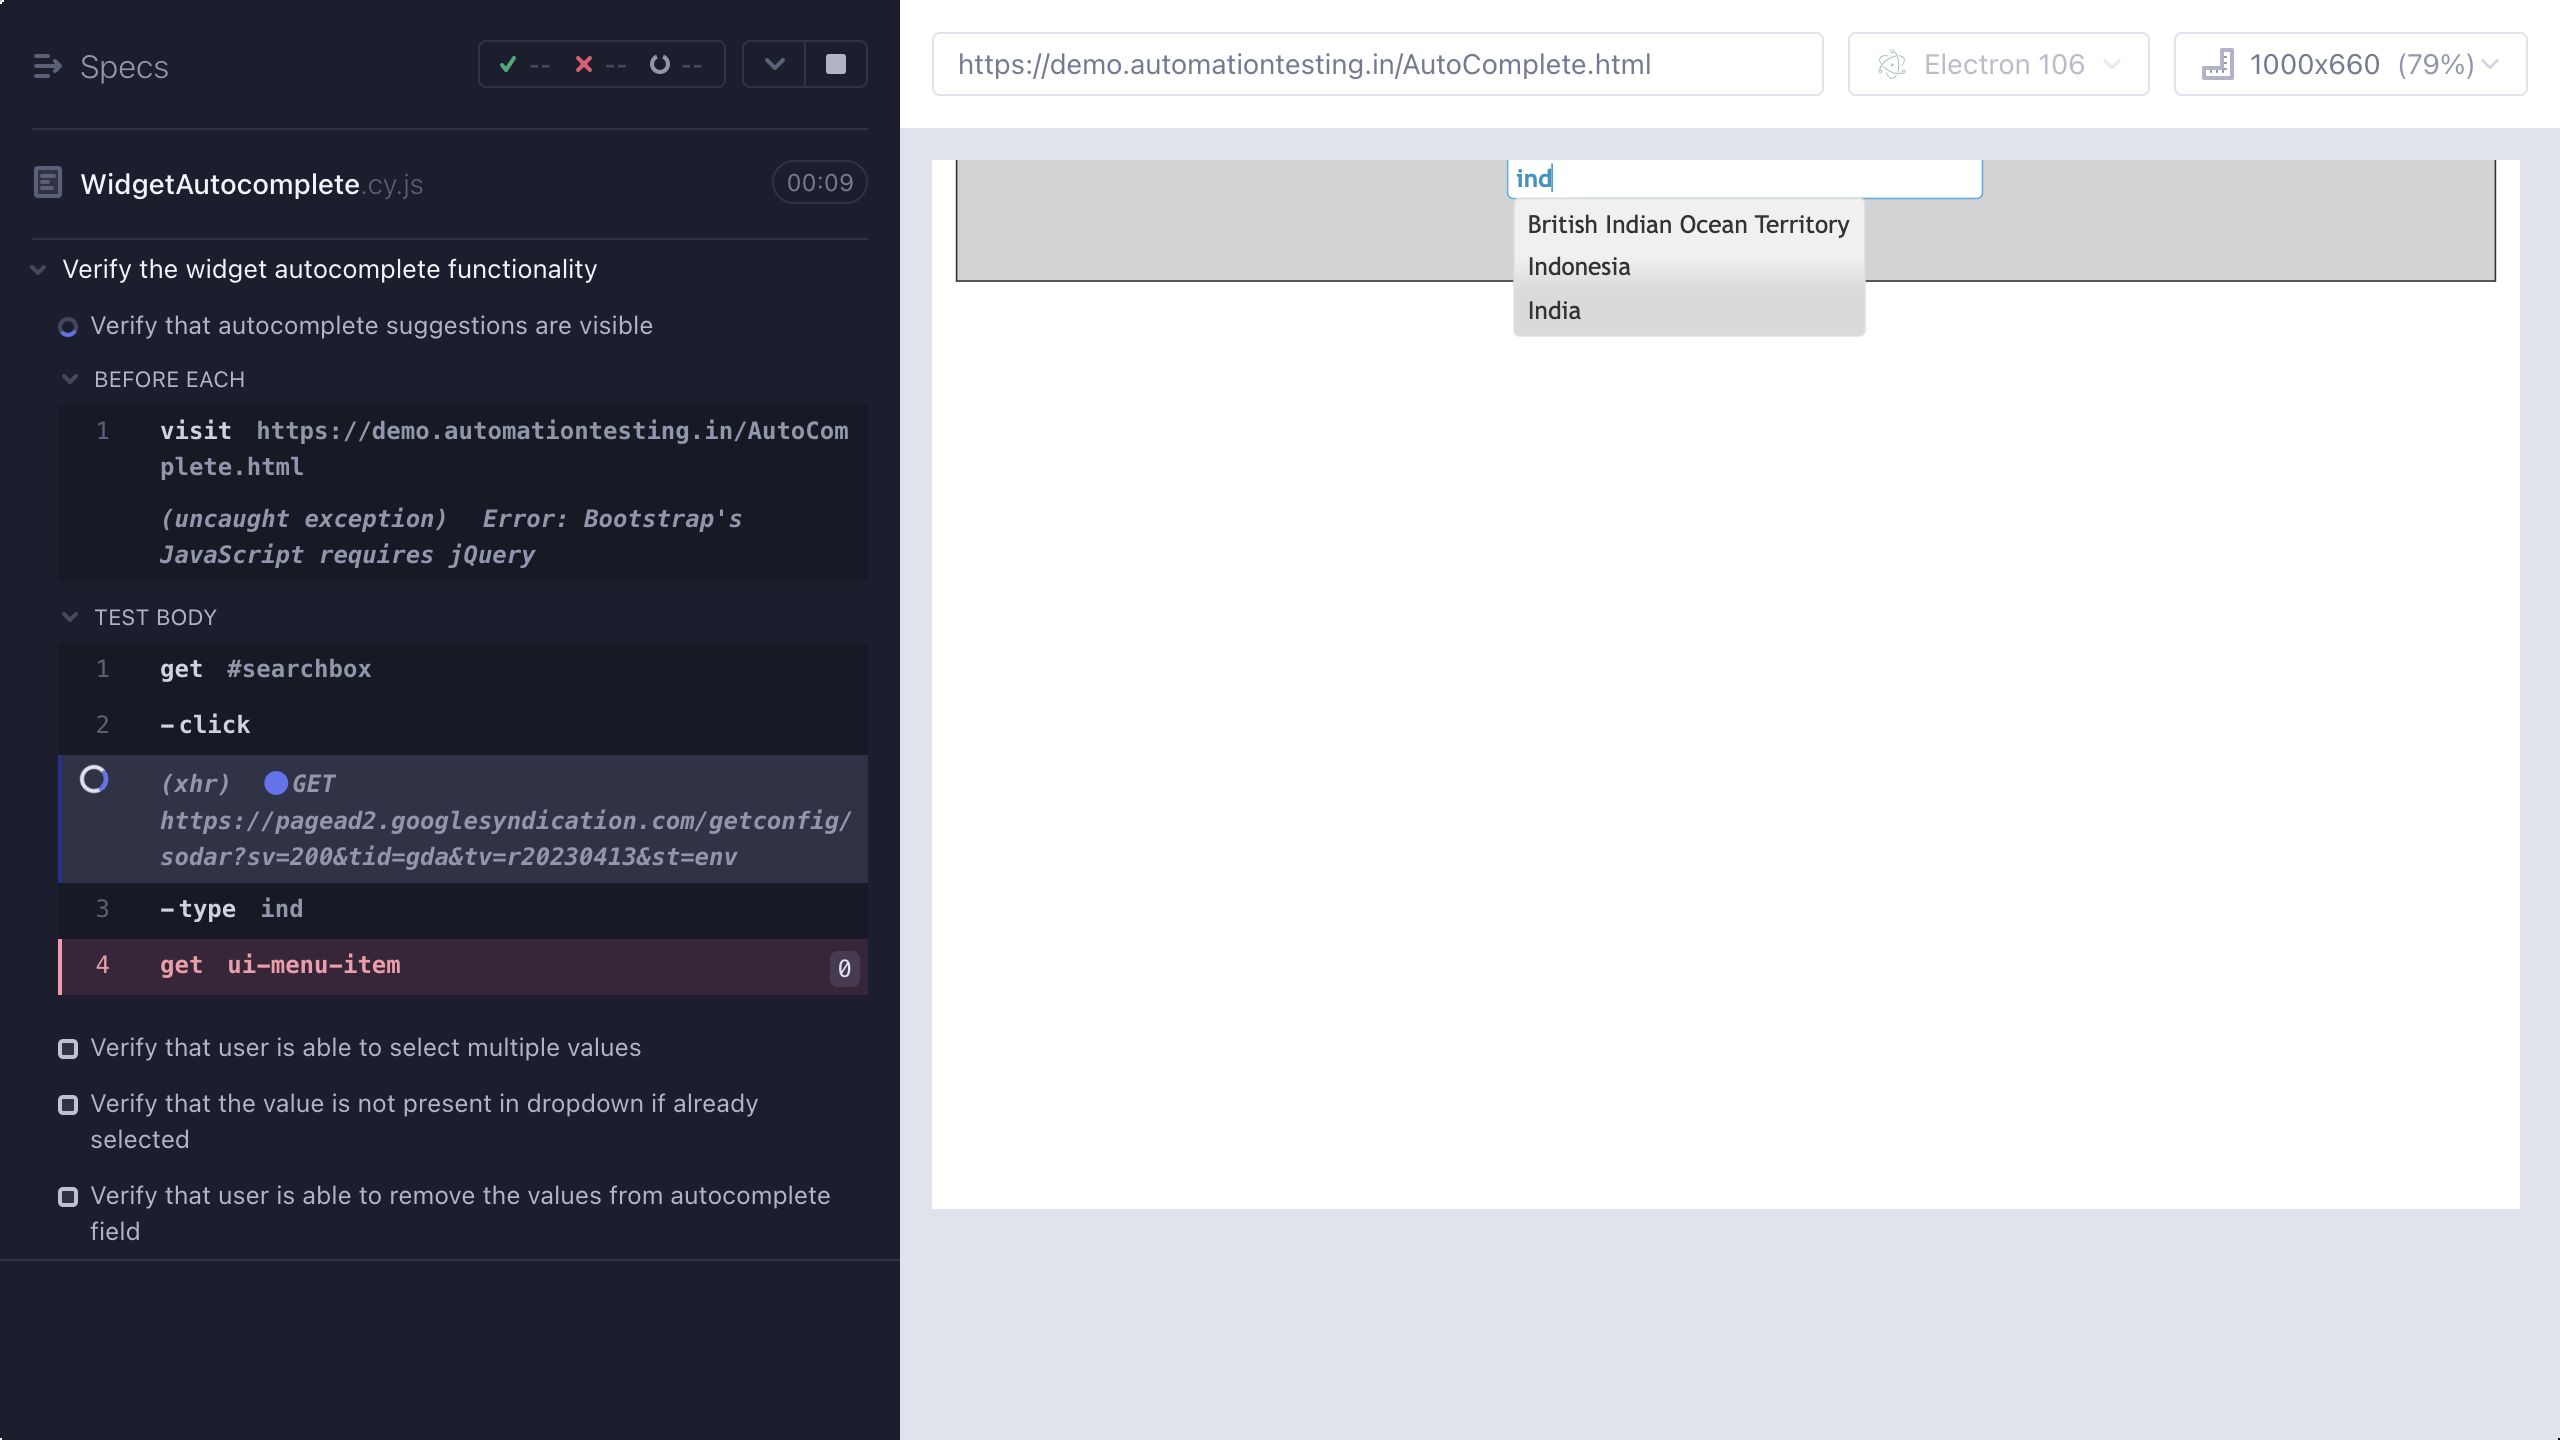 Specs
-- -- --
WidgetAutocomplete.cy.js
00:09
Verify the widget autocomplete functionality
Verify that autocomplete suggestions are visible
BEFORE EACH
1 visit https://demo.automationtesting.in/AutoCom
plete.html
(uncaught exception) Error: Bootstrap's
JavaScript requires jQuery
TEST BODY
1 get #searchbox
2 -click
(xhr) GET
https://pagead2.googlesyndication.com/getconfig/
sodar?sv=200&tid=gda&tv=r20230413&st=env
3 -type ind
4 get ui-menu-item 0
Verify that user is able to select multiple values
Verify that the value is not present in dropdown if already
selected
Verify that user is able to remove the values from autocomplete
field
https://demo.automationtesting.in/AutoComplete.html
Electron 106
1000x660 (79%)
ind
British Indian Ocean Territory
Indonesia
India